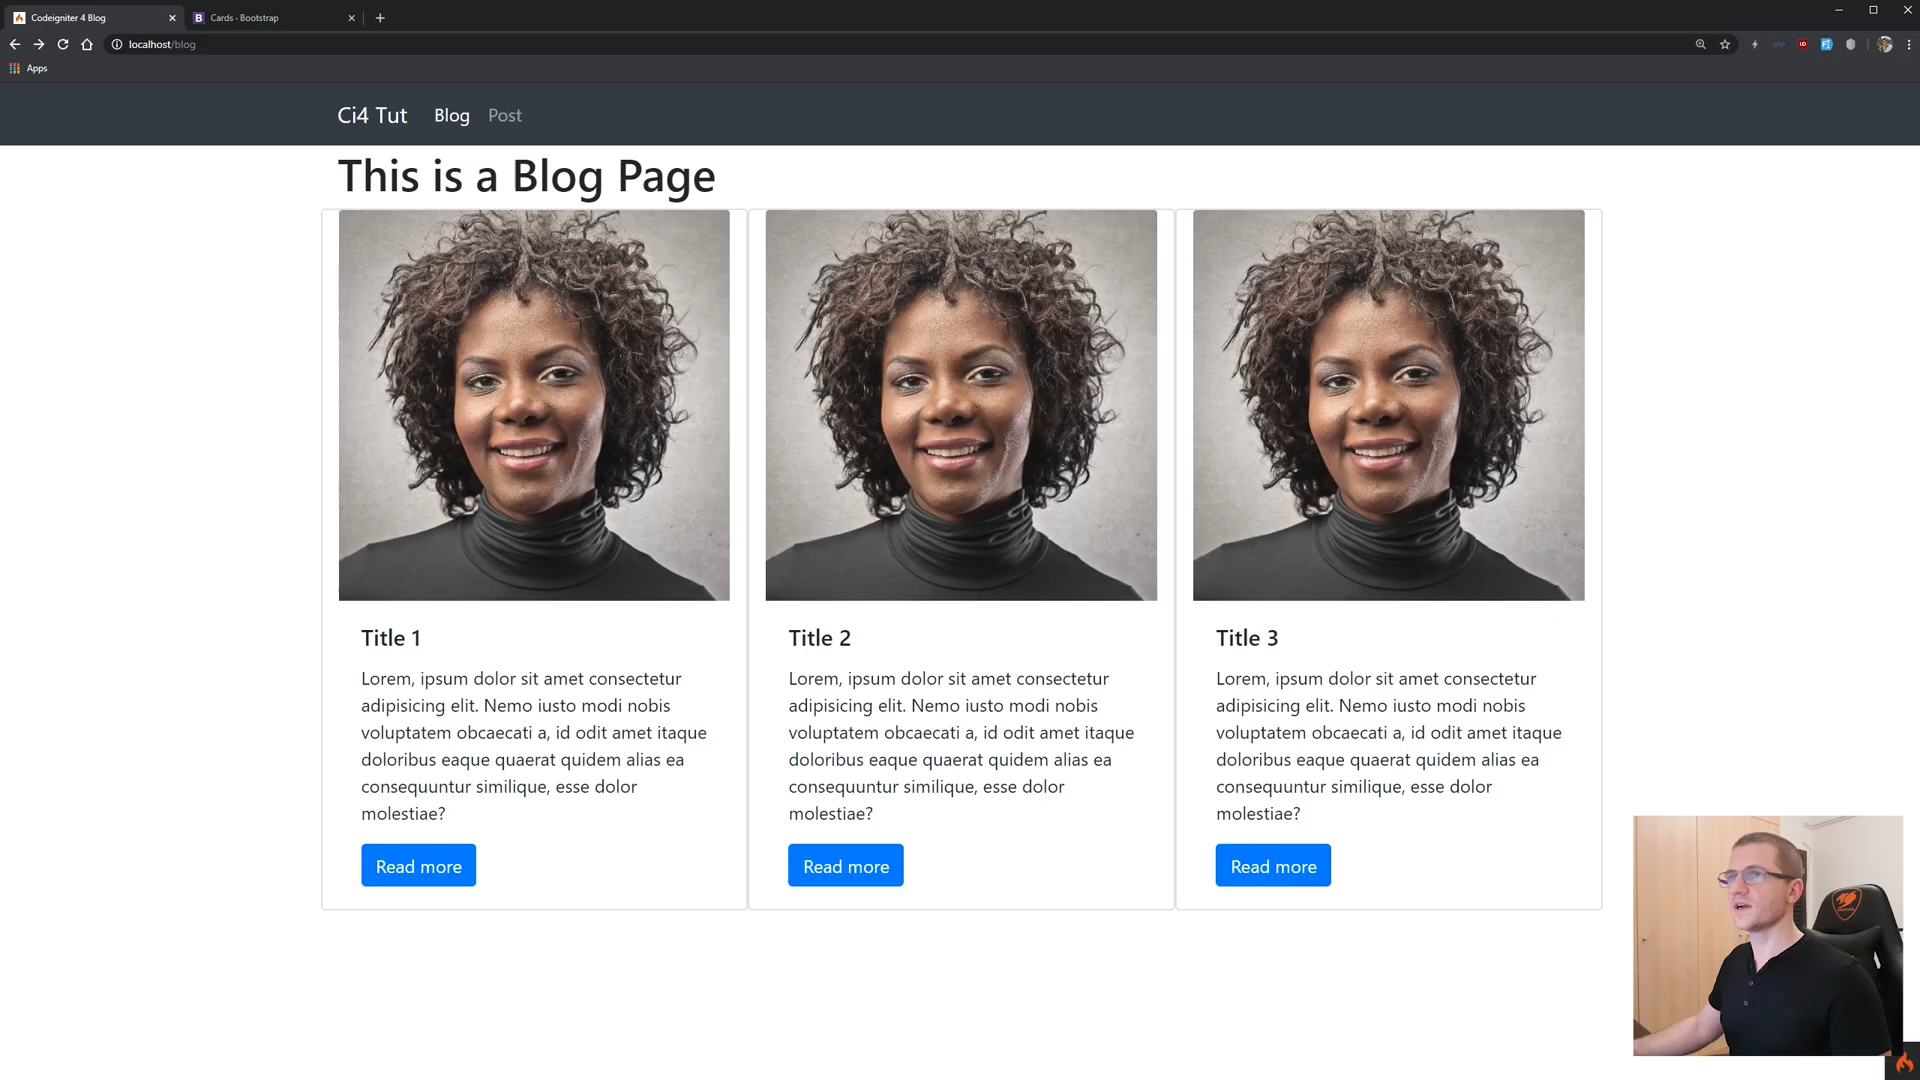 Codeigniter 4 Blog
Cards · Bootstrap
localhost/blog
Apps
Ci4 Tut
Blog
Post
This is a Blog Page
Title 1
Lorem, ipsum dolor sit amet consectetur
adipisicing elit. Nemo iusto modi nobis
voluptatem obcaecati a, id odit amet itaque
doloribus eaque quaerat quidem alias ea
consequuntur similique, esse dolor
molestiae?
Read more
Title 2
Lorem, ipsum dolor sit amet consectetur
adipisicing elit. Nemo iusto modi nobis
voluptatem obcaecati a, id odit amet itaque
doloribus eaque quaerat quidem alias ea
consequuntur similique, esse dolor
molestiae?
Read more
Title 3
Lorem, ipsum dolor sit amet consectetur
adipisicing elit. Nemo iusto modi nobis
voluptatem obcaecati a, id odit amet itaque
doloribus eaque quaerat quidem alias ea
consequuntur similique, esse dolor
molestiae?
Read more